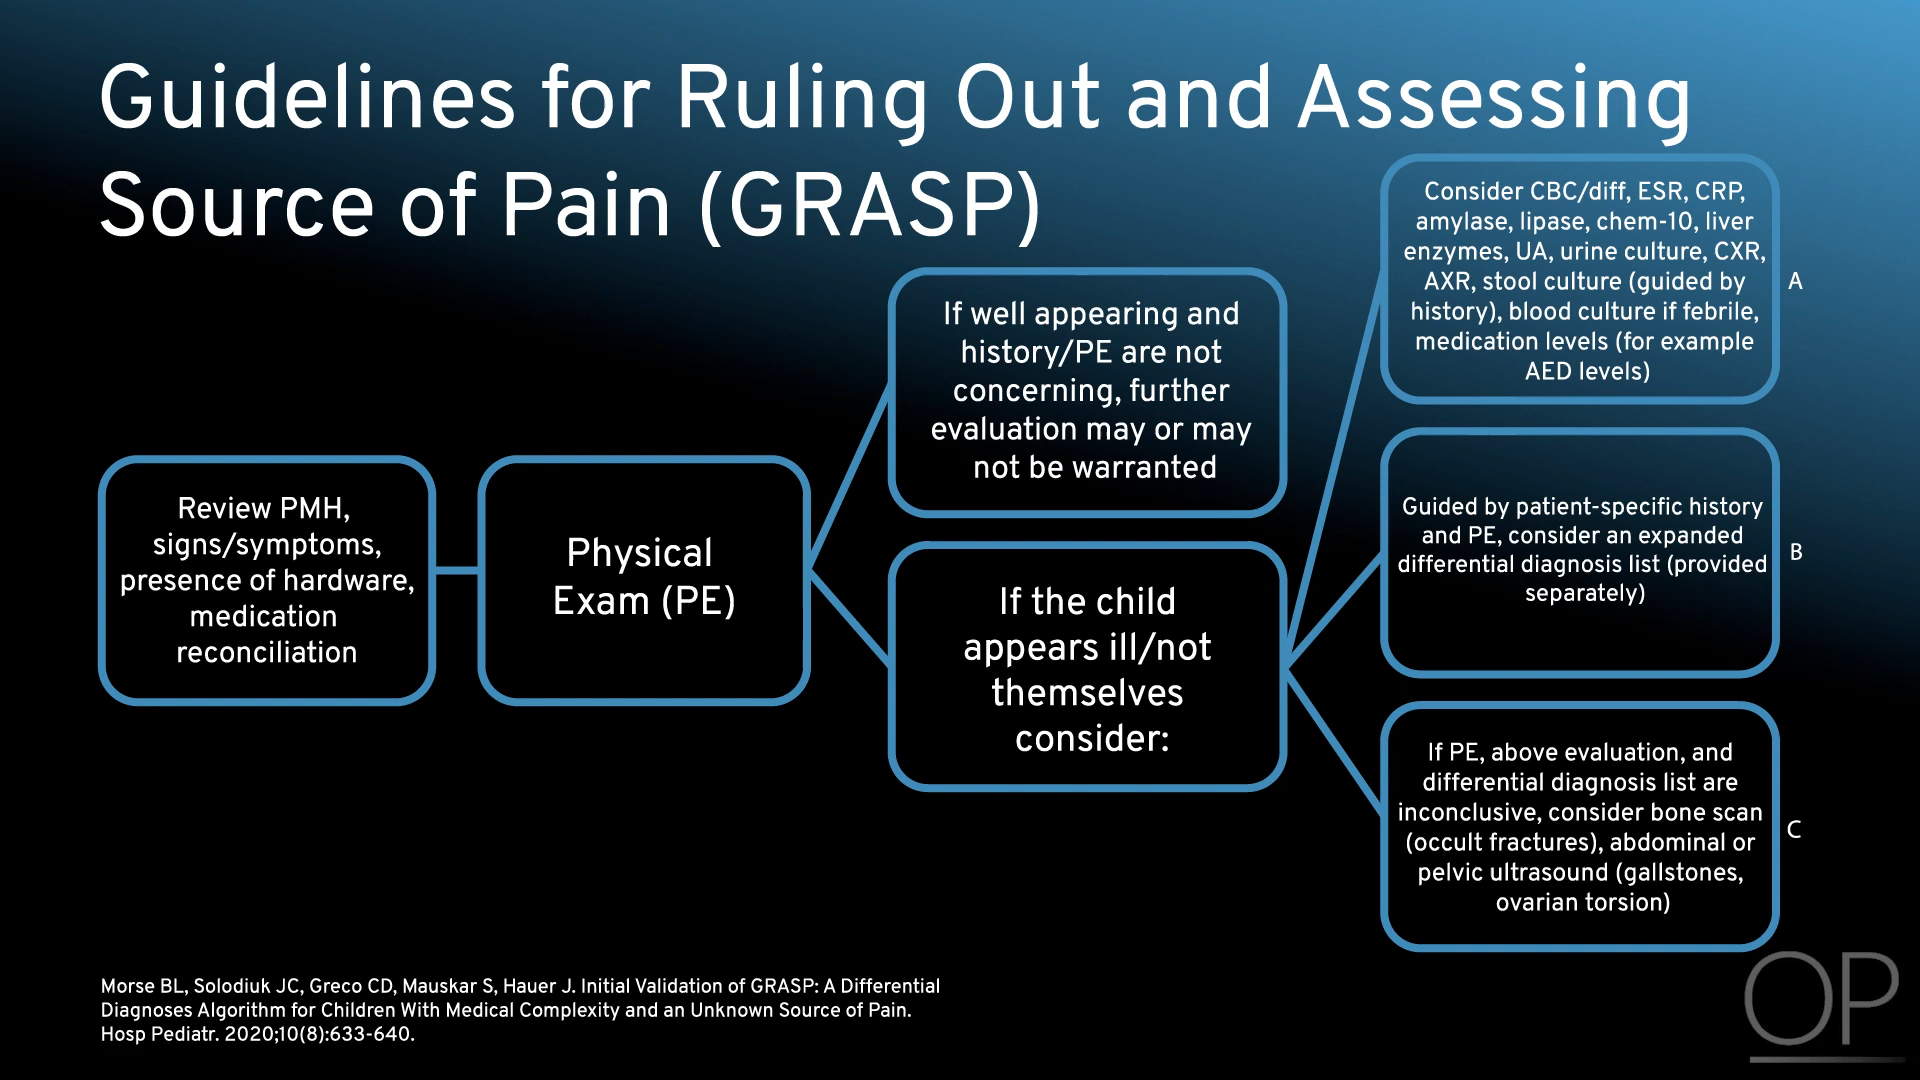 Guidelines for Ruling Out and Assessing
Source of Pain (GRASP)
Review PMH,
signs/symptoms,
presence of hardware,
medication
reconciliation
Physical
Exam (PE)
If well appearing and
history/PE are not
concerning, further
evaluation may or may
not be warranted
If the child
appears ill/not
themselves
consider:
Consider CBC/diff, ESR, CRP,
amylase, lipase, chem-10, liver
enzymes, UA, urine culture, CXR,
AXR, stool culture (guided by
history), blood culture if febrile,
medication levels (for example
AED levels)
A
Guided by patient-specific history
and PE, consider an expanded
differential diagnosis list (provided
separately)
B
If PE, above evaluation, and
differential diagnosis list are
inconclusive, consider bone scan
(occult fractures), abdominal or
pelvic ultrasound (gallstones,
ovarian torsion)
C
Morse BL, Solodiuk JC, Greco CD, Mauskar S, Hauer J. Initial Validation of GRASP: A Differential
Diagnoses Algorithm for Children With Medical Complexity and an Unknown Source of Pain.
Hosp Pediatr. 2020;10(8):633-640.
OP